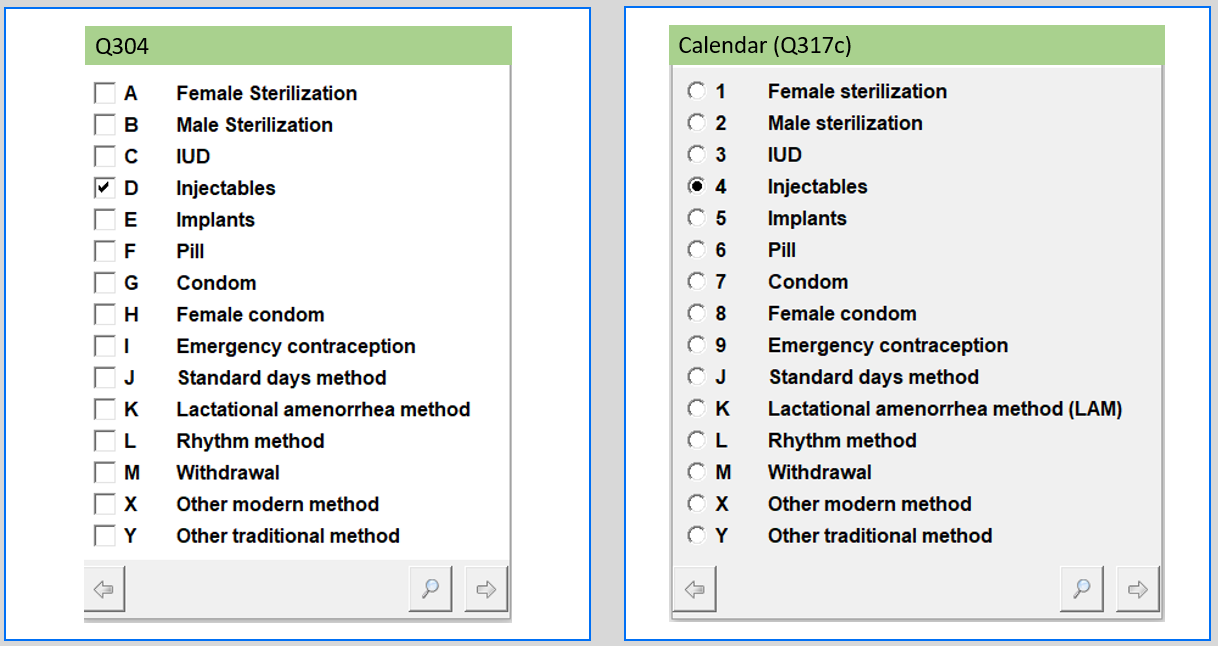 Q304
A Female Sterilization
B Male Sterilization
C IUD
D Injectables
E Implants
F Pill
G Condom
H Female condom
I Emergency contraception
J Standard days method
K Lactational amenorrhea method
L Rhythm method
M Withdrawal
X Other modern method
Y Other traditional method
Calendar (Q317c)
1 Female sterilization
2 Male sterilization
3 IUD
4 Injectables
5 Implants
6 Pill
7 Condom
8 Female condom
9 Emergency contraception
J Standard days method
K Lactational amenorrhea method (LAM)
L Rhythm method
M Withdrawal
X Other modern method
Y Other traditional method